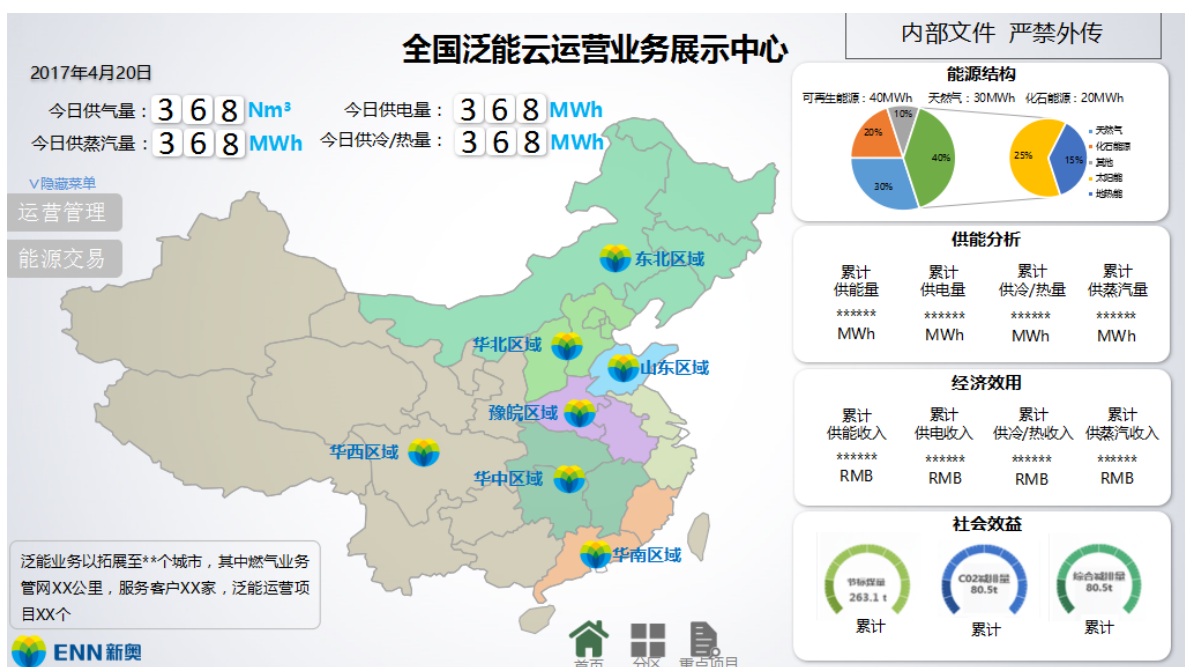 内部文件 严禁外传
全国泛能云运营业务展示中心
2017年4月20日
今日供气量：368Nm³
今日供电量：368MWh
今日供蒸汽量：368MWh
今日供冷/热量：368MWh
∨隐藏菜单
运营管理
能源交易
东北区域
华北区域
山东区域
豫皖区域
华西区域
华中区域
华南区域
泛能业务以拓展至**个城市，其中燃气业务
管网XX公里，服务客户XX家，泛能运营项
目XX个
ENN新奥
首页
分区
重点项目
能源结构
可再生能源：40MWh 天然气：30MWh 化石能源：20MWh
10%
20%
40%
30%
25%
15%
天然气
化石能源
其他
太阳能
地热能
供能分析
累计 累计 累计 累计
供能量 供电量 供冷/热量 供蒸汽量
****** ****** ****** ******
MWh MWh MWh MWh
经济效用
累计 累计 累计 累计
供能收入 供电收入 供冷/热收入 供蒸汽收入
****** ****** ****** ******
RMB RMB RMB RMB
社会效益
节标煤量 CO2减排量 综合减排量
263.1 t 80.5t 80.5t
累计 累计 累计